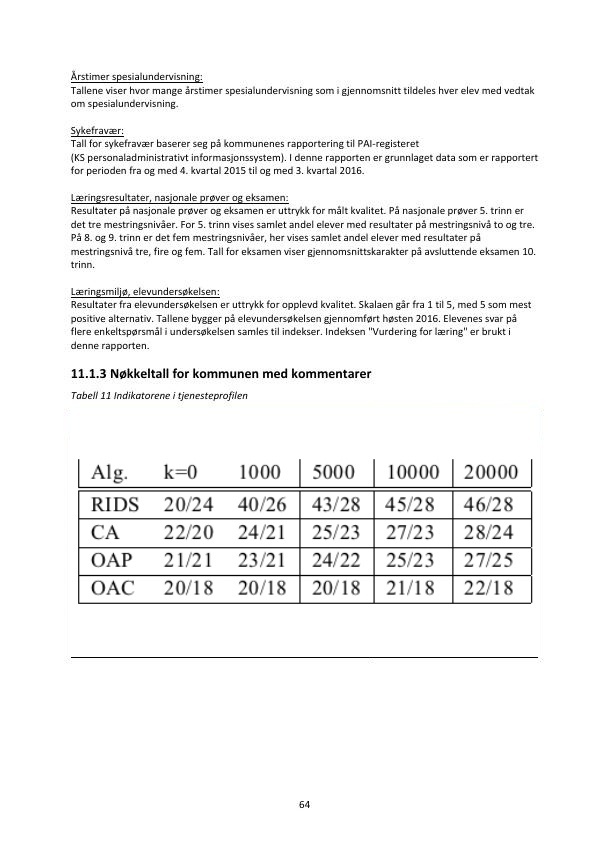 Årstimer spesialundervisning:
Tallene viser hvor mange årstimer spesialundervisning som i gjennomsnitt tildeles hver elev med vedtak
om spesialundervisning.
Sykefravær:
Tall for sykefravær baserer seg på kommunenes rapportering til PAI-registeret
(KS personaladministrativt informasjonssystem). I denne rapporten er grunnlaget data som er rapportert
for perioden fra og med 4. kvartal 2015 til og med 3. kvartal 2016.
Læringsresultater, nasjonale prøver og eksamen:
Resultater på nasjonale prøver og eksamen er uttrykk for målt kvalitet. På nasjonale prøver 5. trinn er
det tre mestringsnivåer. For 5. trinn vises samlet andel elever med resultater på mestringsnivå to og tre.
På 8. og 9. trinn er det fem mestringsnivåer, her vises samlet andel elever med resultater på
mestringsnivå tre, fire og fem. Tall for eksamen viser gjennomsnittskarakter på avsluttende eksamen 10.
trinn.
Læringsmiljø, elevundersøkelsen:
Resultater fra elevundersøkelsen er uttrykk for opplevd kvalitet. Skalaen går fra 1 til 5, med 5 som mest
positive alternativ. Tallene bygger på elevundersøkelsen gjennomført høsten 2016. Elevenes svar på
flere enkeltspørsmål i undersøkelsen samles til indekser. Indeksen "Vurdering for læring" er brukt i
denne rapporten.
11.1.3 Nøkkeltall for kommunen med kommentarer
Tabell 11 Indikatorene i tjenesteprofilen
Alg. k=0 1000 5000 10000 20000
RIDS 20/24 40/26 43/28 45/28 46/28
CA 22/20 24/21 25/23 27/23 28/24
OAP 21/21 23/21 24/22 25/23 27/25
OAC 20/18 20/18 20/18 21/18 22/18
64